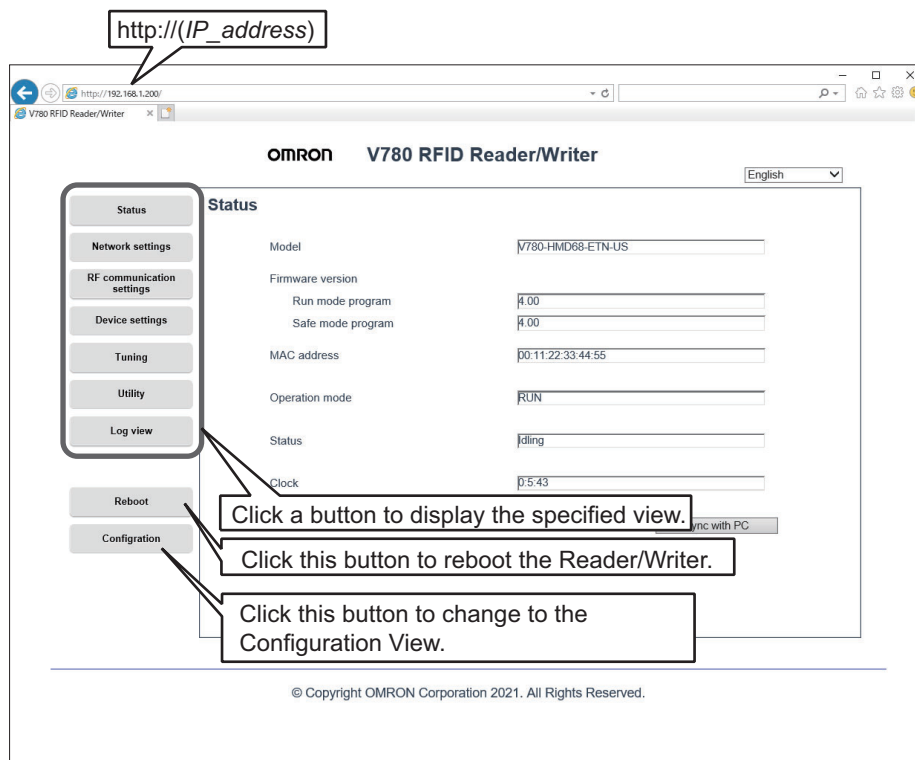 http://(IP_address)
http://192.168.1.200/
V780 RFID Reader/Writer
OMRON V780 RFID Reader/Writer
English
Status
Network settings
RF communication
settings
Device settings
Tuning
Utility
Log view
Reboot
Configration
Status
Model V780-HMD68-ETN-US
Firmware version
Run mode program 4.00
Safe mode program 4.00
MAC address 00:11:22:33:44:55
Operation mode RUN
Status Idling
Clock 0:5:43
with PC
Click a button to display the specified view.
Click this button to reboot the Reader/Writer.
Click this button to change to the
Configuration View.
© Copyright OMRON Corporation 2021. All Rights Reserved.